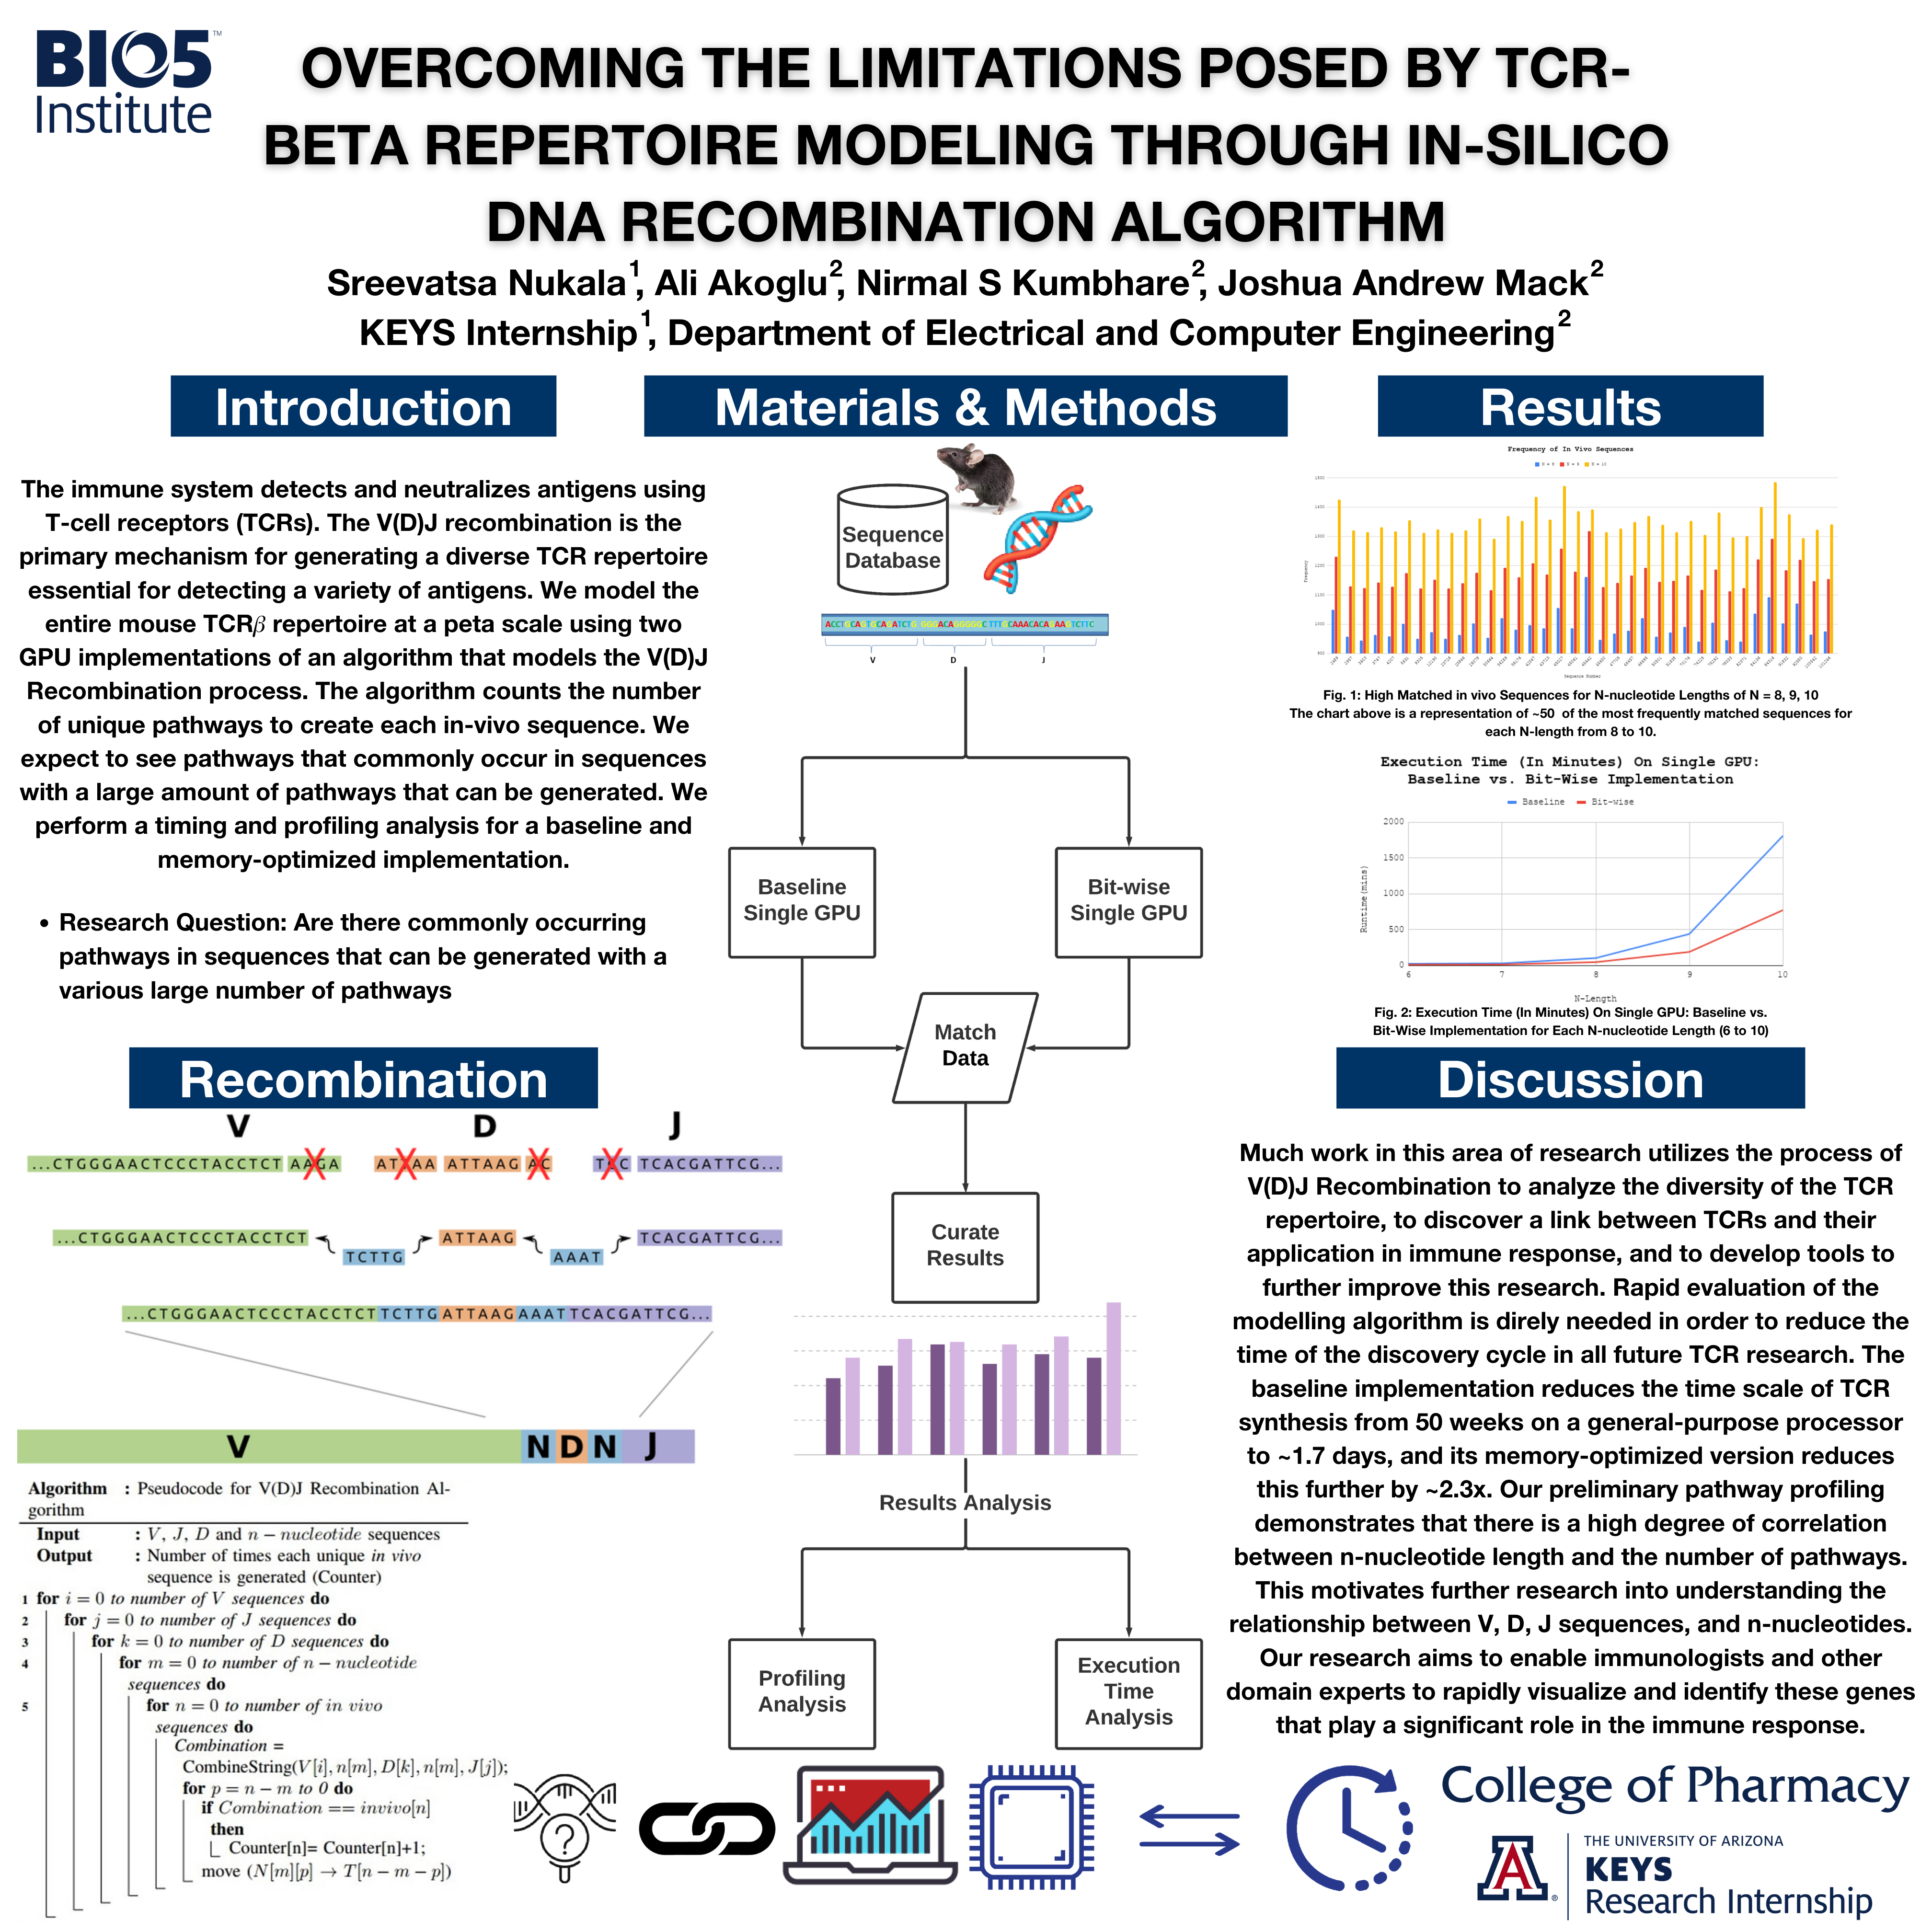 BIO5
Institute
™
OVERCOMING THE LIMITATIONS POSED BY TCR-
BETA REPERTOIRE MODELING THROUGH IN-SILICO
DNA RECOMBINATION ALGORITHM
Sreevatsa Nukala¹, Ali Akoglu², Nirmal S Kumbhare², Joshua Andrew Mack²
KEYS Internship¹, Department of Electrical and Computer Engineering²
Introduction
The immune system detects and neutralizes antigens using
T-cell receptors (TCRs). The V(D)J recombination is the
primary mechanism for generating a diverse TCR repertoire
essential for detecting a variety of antigens. We model the
entire mouse TCRβ repertoire at a peta scale using two
GPU implementations of an algorithm that models the V(D)J
Recombination process. The algorithm counts the number
of unique pathways to create each in-vivo sequence. We
expect to see pathways that commonly occur in sequences
with a large amount of pathways that can be generated. We
perform a timing and profiling analysis for a baseline and
memory-optimized implementation.
• Research Question: Are there commonly occurring
pathways in sequences that can be generated with a
various large number of pathways
Recombination
V D J
...CTGGGAACTCCCTACCTCT AAGA AT AA ATTAAG AC T C TCACGATTCG...
...CTGGGAACTCCCTACCTCT ATTAAG TCACGATTCG...
TCTTG AAAT
...CTGGGAACTCCCTACCTCTTCTTGATTAAGAAATTCACGATTCG...
V N D N J
Algorithm : Pseudocode for V(D)J Recombination Al-
gorithm
Input : V, J, D and n − nucleotide sequences
Output : Number of times each unique in vivo
sequence is generated (Counter)
1 for i = 0 to number of V sequences do
2 for j = 0 to number of J sequences do
3 for k = 0 to number of D sequences do
4 for m = 0 to number of n − nucleotide
sequences do
5 for n = 0 to number of in vivo
sequences do
Combination =
CombineString(V[i], n[m], D[k], n[m], J[j]);
for p = n − m to 0 do
if Combination == invivo[n]
then
Counter[n]= Counter[n]+1;
move (N[m][p] → T[n − m − p])
Materials & Methods
Sequence
Database
V D J
Baseline
Single GPU
Bit-wise
Single GPU
Match
Data
Curate
Results
Results Analysis
Profiling
Analysis
Execution
Time
Analysis
?
Results
Frequency of In Vivo Sequences
N = 8 N = 9 N = 10
Frequency
Sequence Number
Fig. 1: High Matched in vivo Sequences for N-nucleotide Lengths of N = 8, 9, 10
The chart above is a representation of ~50 of the most frequently matched sequences for
each N-length from 8 to 10.
Execution Time (In Minutes) On Single GPU:
Baseline vs. Bit-Wise Implementation
Baseline Bit-wise
Runtime(mins)
2000
1500
1000
500
0
6 7 8 9 10
N-Length
Fig. 2: Execution Time (In Minutes) On Single GPU: Baseline vs.
Bit-Wise Implementation for Each N-nucleotide Length (6 to 10)
Discussion
Much work in this area of research utilizes the process of
V(D)J Recombination to analyze the diversity of the TCR
repertoire, to discover a link between TCRs and their
application in immune response, and to develop tools to
further improve this research. Rapid evaluation of the
modelling algorithm is direly needed in order to reduce the
time of the discovery cycle in all future TCR research. The
baseline implementation reduces the time scale of TCR
synthesis from 50 weeks on a general-purpose processor
to ~1.7 days, and its memory-optimized version reduces
this further by ~2.3x. Our preliminary pathway profiling
demonstrates that there is a high degree of correlation
between n-nucleotide length and the number of pathways.
This motivates further research into understanding the
relationship between V, D, J sequences, and n-nucleotides.
Our research aims to enable immunologists and other
domain experts to rapidly visualize and identify these genes
that play a significant role in the immune response.
College of Pharmacy
A
®
THE UNIVERSITY OF ARIZONA
KEYS
Research Internship